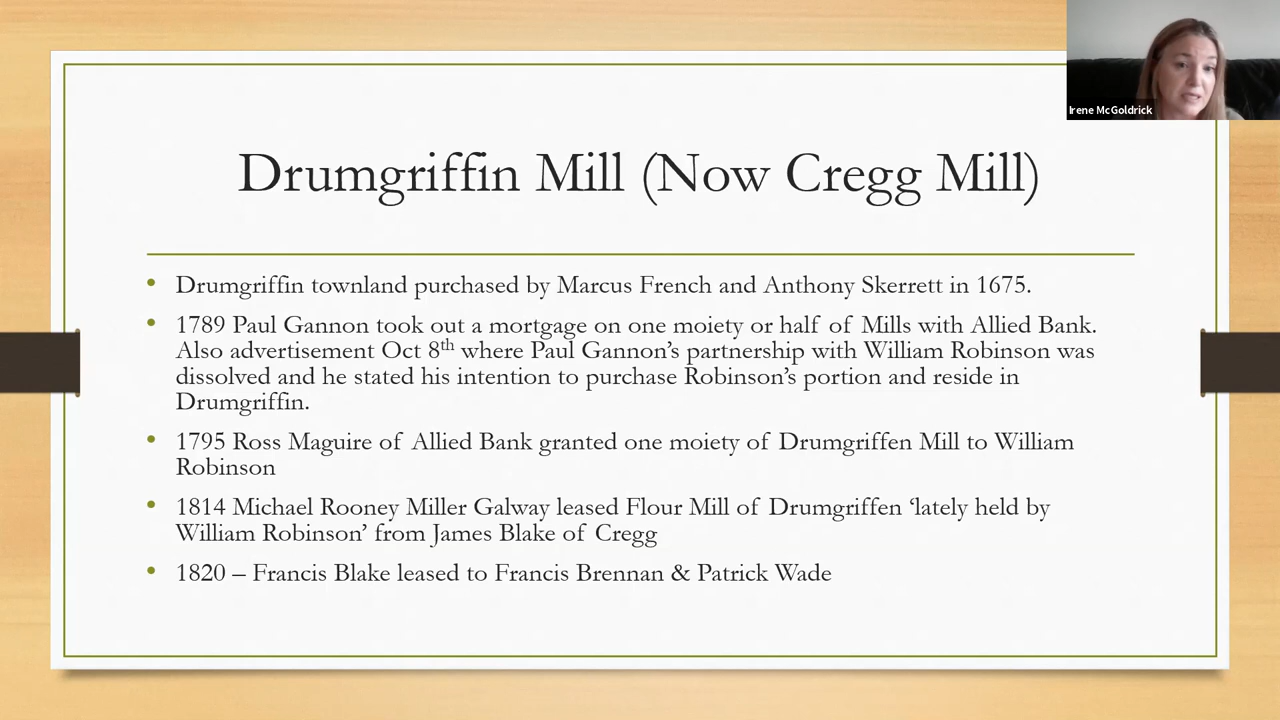 Irene McGoldrick
Drumgriffin Mill (Now Cregg Mill)
• Drumgriffin townland purchased by Marcus French and Anthony Skerrett in 1675.
• 1789 Paul Gannon took out a mortgage on one moiety or half of Mills with Allied Bank.
Also advertisement Oct 8th where Paul Gannon’s partnership with William Robinson was
dissolved and he stated his intention to purchase Robinson’s portion and reside in
Drumgriffin.
• 1795 Ross Maguire of Allied Bank granted one moiety of Drumgriffen Mill to William
Robinson
• 1814 Michael Rooney Miller Galway leased Flour Mill of Drumgriffen ‘lately held by
William Robinson’ from James Blake of Cregg
• 1820 – Francis Blake leased to Francis Brennan & Patrick Wade